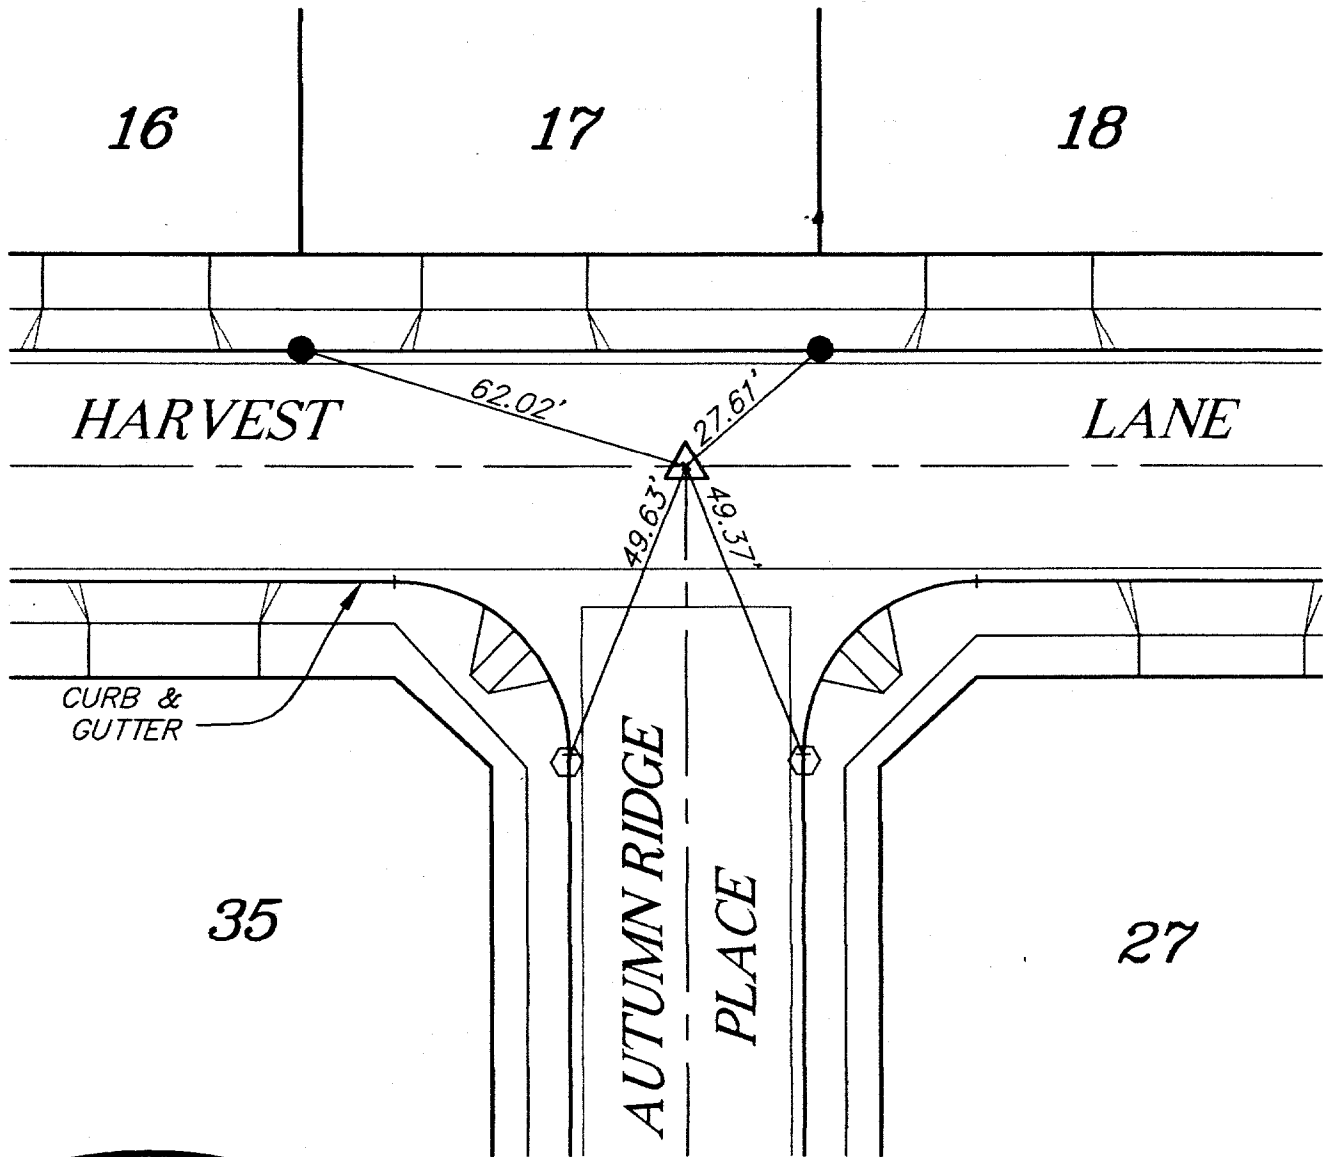 16
17
18
62.02'
27.61'
HARVEST LANE
49.63'
49.37'
CURB &
GUTTER
AUTUMN RIDGE
PLACE
35
27